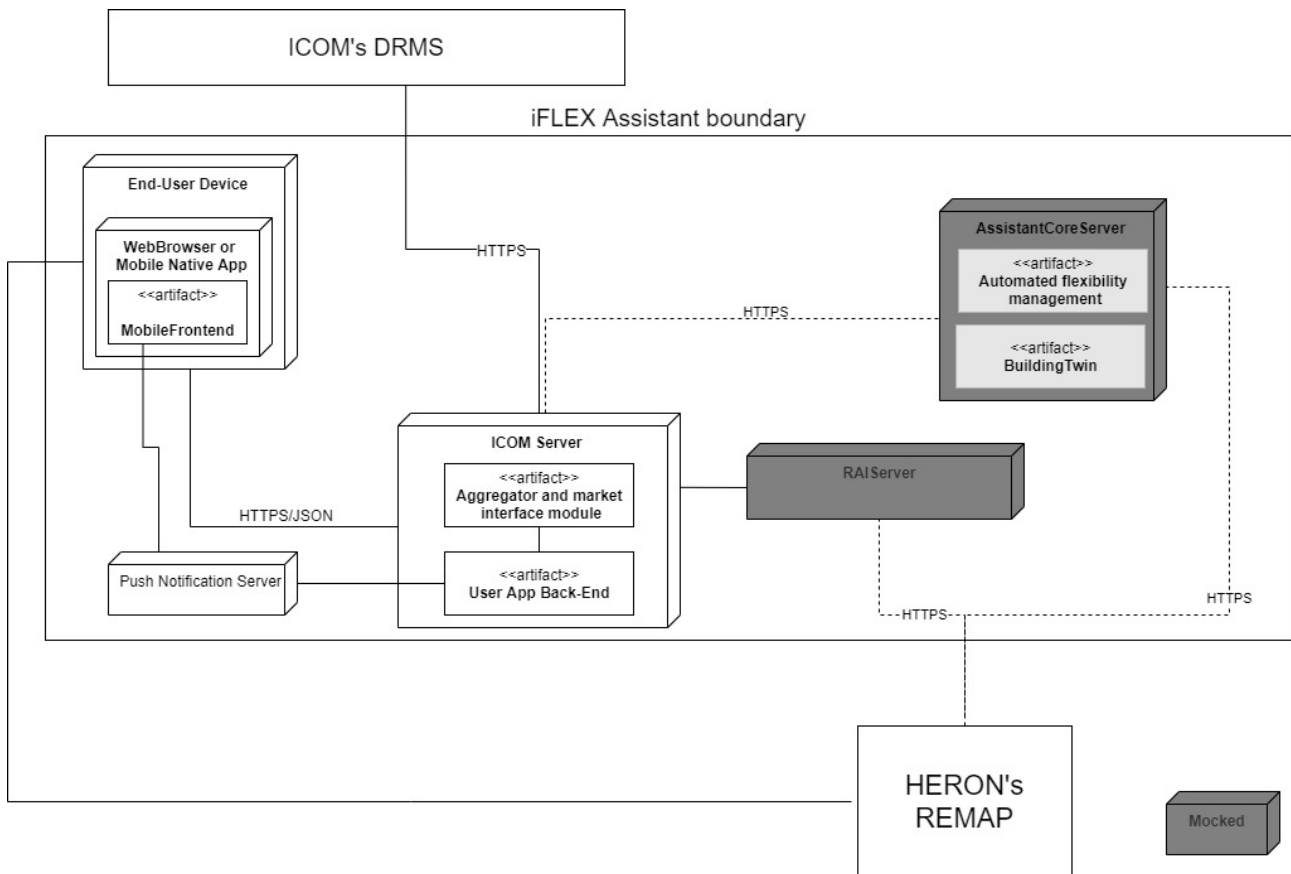 ICOM's DRMS
iFLEX Assistant boundary
End-User Device
WebBrowser or
Mobile Native App
<<artifact>>
MobileFrontend
HTTPS
AssistantCoreServer
<<artifact>>
Automated flexibility
management
<<artifact>>
BuildingTwin
HTTPS
ICOM Server
<<artifact>>
Aggregator and market
interface module
<<artifact>>
User App Back-End
RAIServer
HTTPS/JSON
Push Notification Server
HTTPS
HTTPS
HERON's
REMAP
Mocked